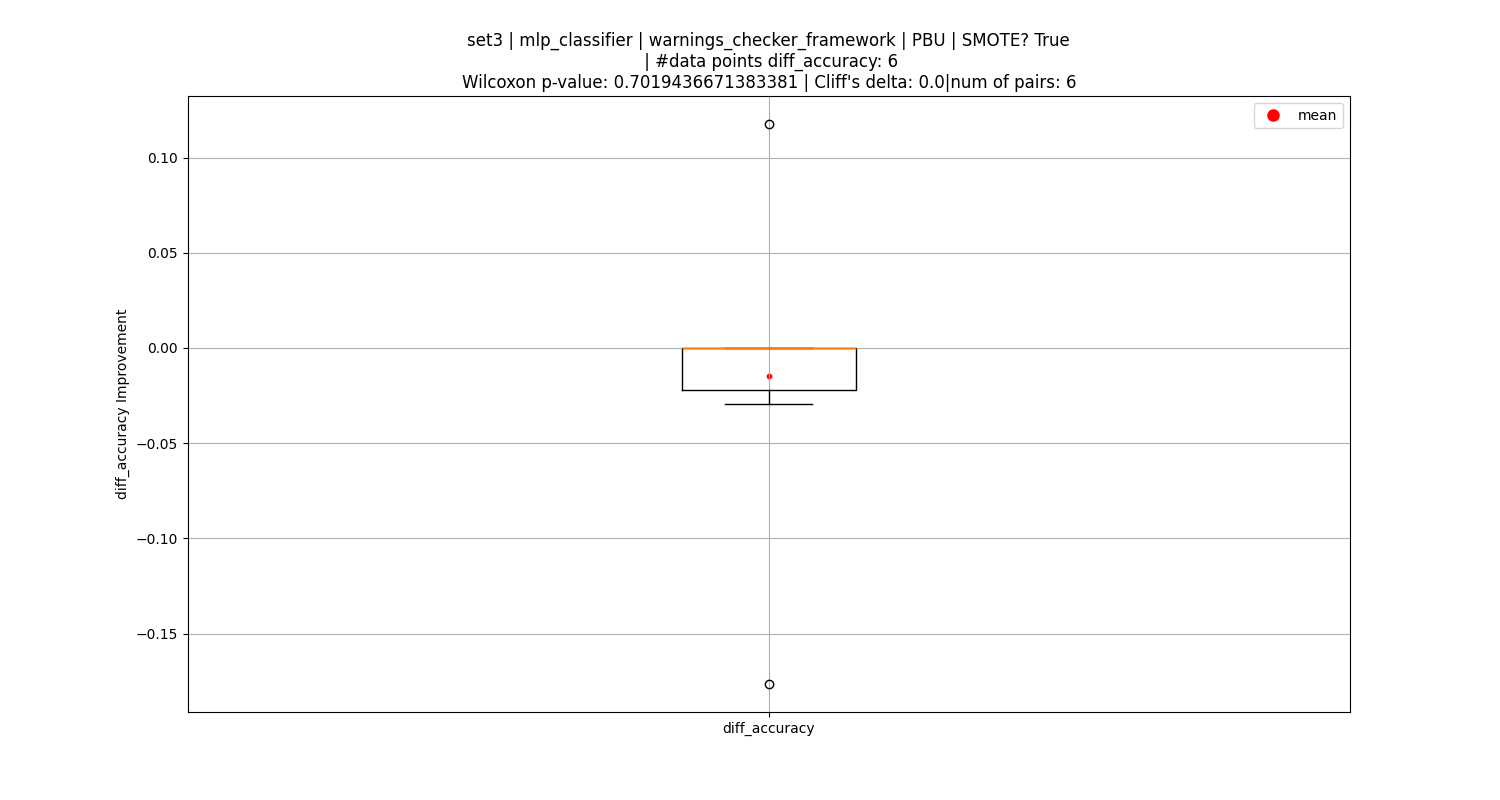 set3 | mlp_classifier | warnings_checker_framework | PBU | SMOTE? True
| #data points diff_accuracy: 6
Wilcoxon p-value: 0.7019436671383381 | Cliff's delta: 0.0|num of pairs: 6
mean
0.10
0.05
0.00
−0.05
−0.10
−0.15
diff_accuracy Improvement
diff_accuracy